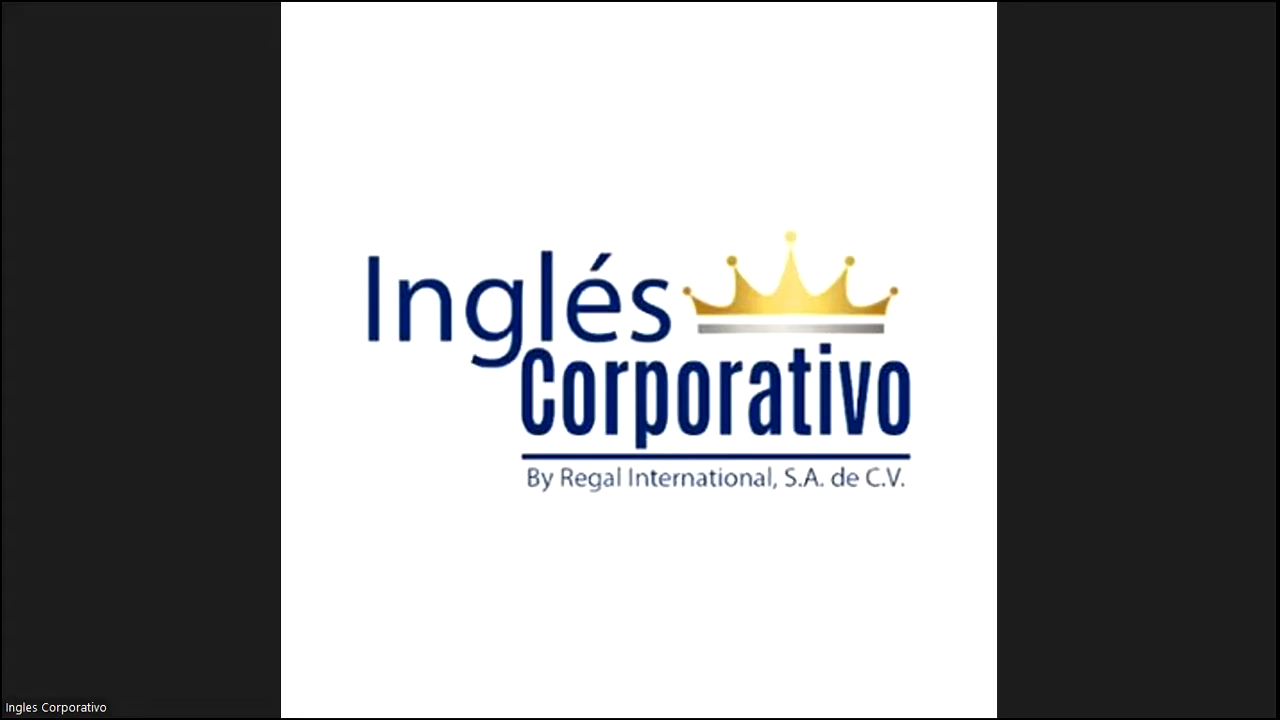 Inglés
Corporativo
By Regal International, S.A. de C.V.
Ingles Corporativo